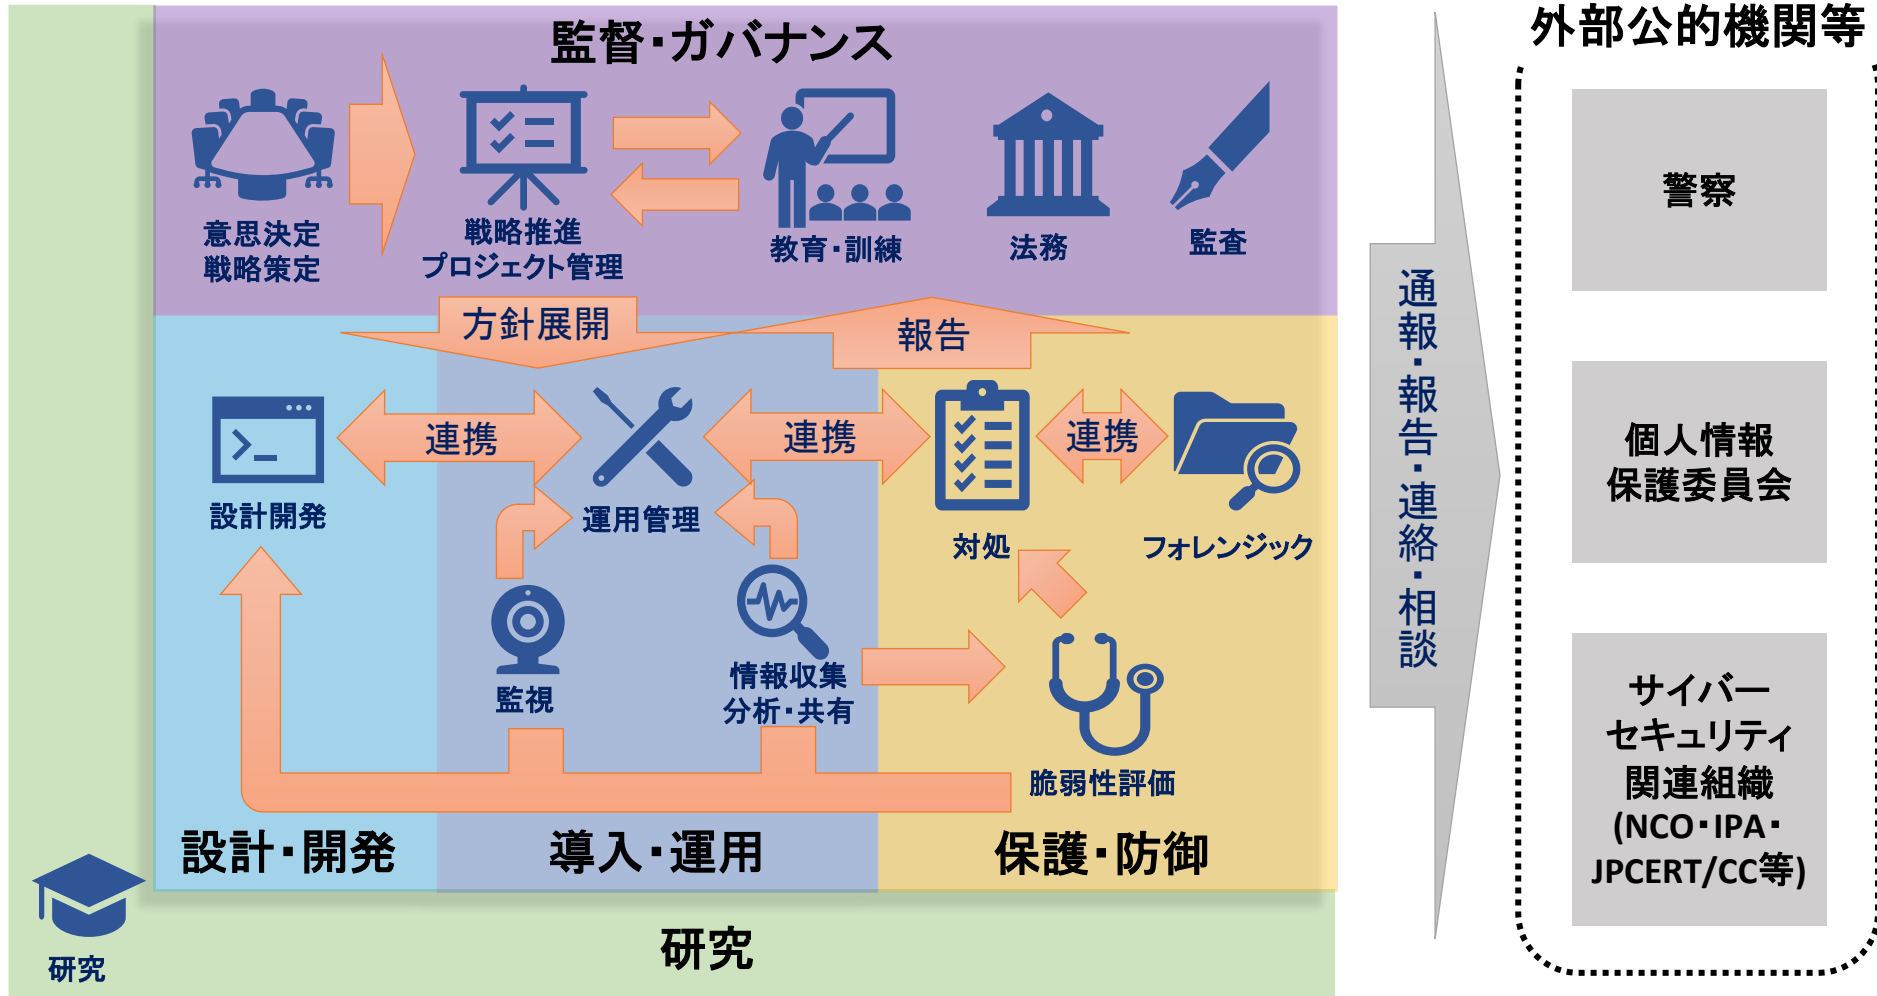 監督・ガバナンス
意思決定
戦略策定
戦略推進
プロジェクト管理
教育・訓練
法務
監査
方針展開
報告
連携
連携
連携
設計開発
運用管理
対処
フォレンジック
監視
情報収集
分析・共有
脆弱性評価
設計・開発
導入・運用
保護・防御
研究
研究
通報・報告・連絡・相談
外部公的機関等
警察
個人情報
保護委員会
サイバー
セキュリティ
関連組織
(NCO・IPA・
JPCERT/CC等)